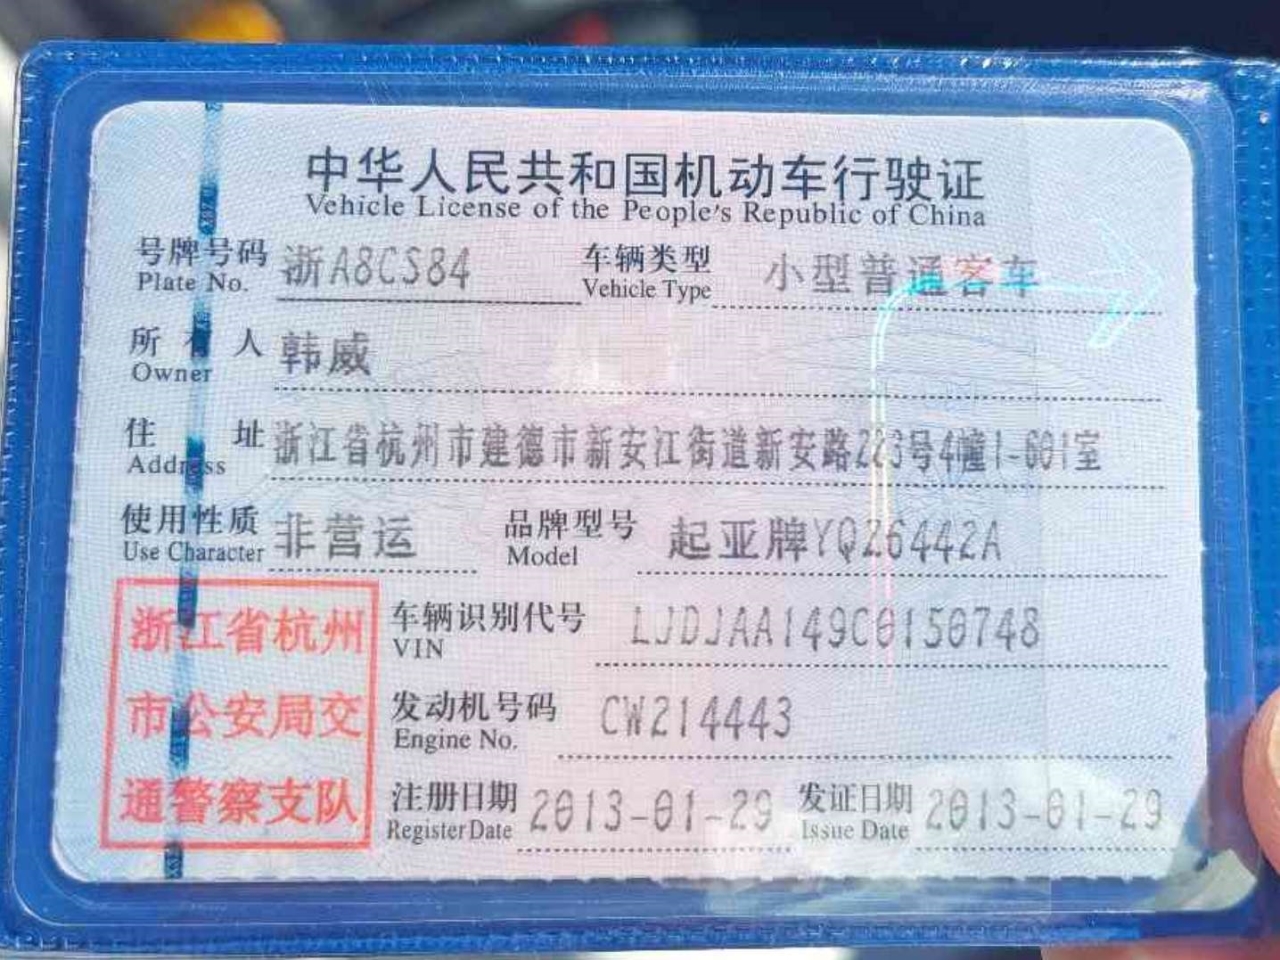 中华人民共和国机动车行驶证
Vehicle License of the People's Republic of China
号牌号码 浙A8CS84 车辆类型 小型普通客车
Plate No. Vehicle Type
所有人 韩威
Owner
住址 浙江省杭州市建德市新安江街道新安路223号4幢1-601室
Address
使用性质 非营运 品牌型号 起亚牌YQZ6442A
Use Character Model
浙江省杭州 车辆识别代号 LJDJAA149C0150748
VIN
市公安局交 发动机号码 CW214443
Engine No.
通警察支队 注册日期 2013-01-29 发证日期 2013-01-29
Register Date Issue Date